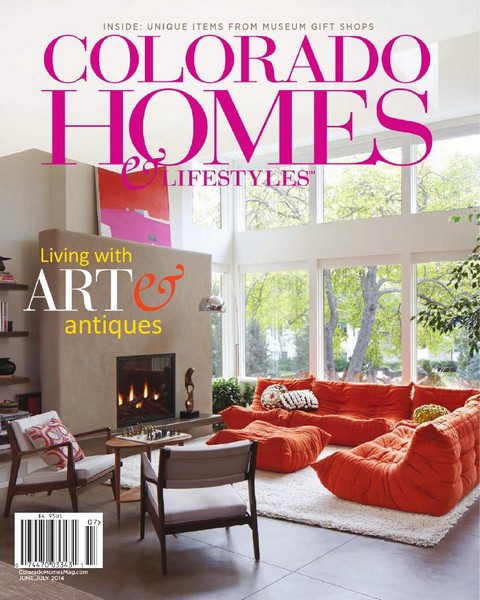 INSIDE: UNIQUE ITEMS FROM MUSEUM GIFT SHOPS
COLORADO
HOMES
& LIFESTYLES™
Living with
ART &
antiques
$4.95US
07>
ColoradoHomesMag.com
JUNE.JULY 2014